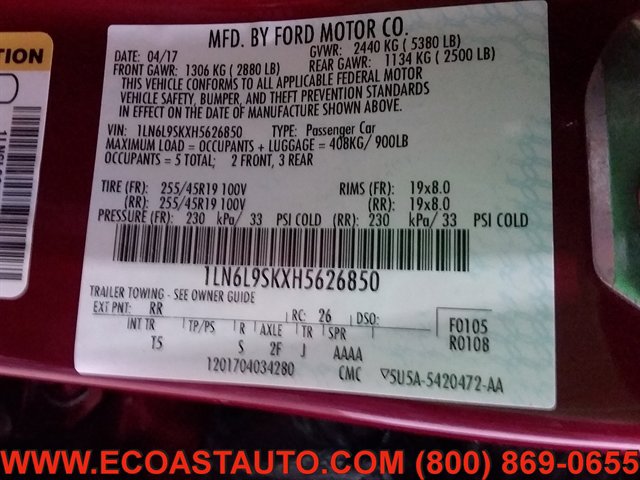 TION
MFD. BY FORD MOTOR CO.
DATE: 04/17 GVWR: 2440 KG ( 5380 LB)
FRONT GAWR: 1306 KG ( 2880 LB) REAR GAWR: 1134 KG ( 2500 LB)
THIS VEHICLE CONFORMS TO ALL APPLICABLE FEDERAL MOTOR
VEHICLE SAFETY, BUMPER, AND THEFT PREVENTION STANDARDS
IN EFFECT ON THE DATE OF MANUFACTURE SHOWN ABOVE.
VIN: 1LN6L9SKXH5626850 TYPE: Passenger Car
MAXIMUM LOAD = OCCUPANTS + LUGGAGE = 408KG/ 900LB
OCCUPANTS = 5 TOTAL; 2 FRONT, 3 REAR
TIRE (FR): 255/45R19 100V RIMS (FR): 19x8.0
(RR): 255/45R19 100V (RR): 19x8.0
PRESSURE (FR): 230 kPa/ 33 PSI COLD (RR): 230 kPa/ 33 PSI COLD
1LN6L9SKXH5626850
TRAILER TOWING - SEE OWNER GUIDE
EXT PNT: RR RC: 26 DSO: F0105
INT TR TP/PS R AXLE TR SPR R0108
T5 S 2F J AAAA
1201704034280 CMC 5U5A-5420472-AA
WWW.ECOASTAUTO.COM (800) 869-0655